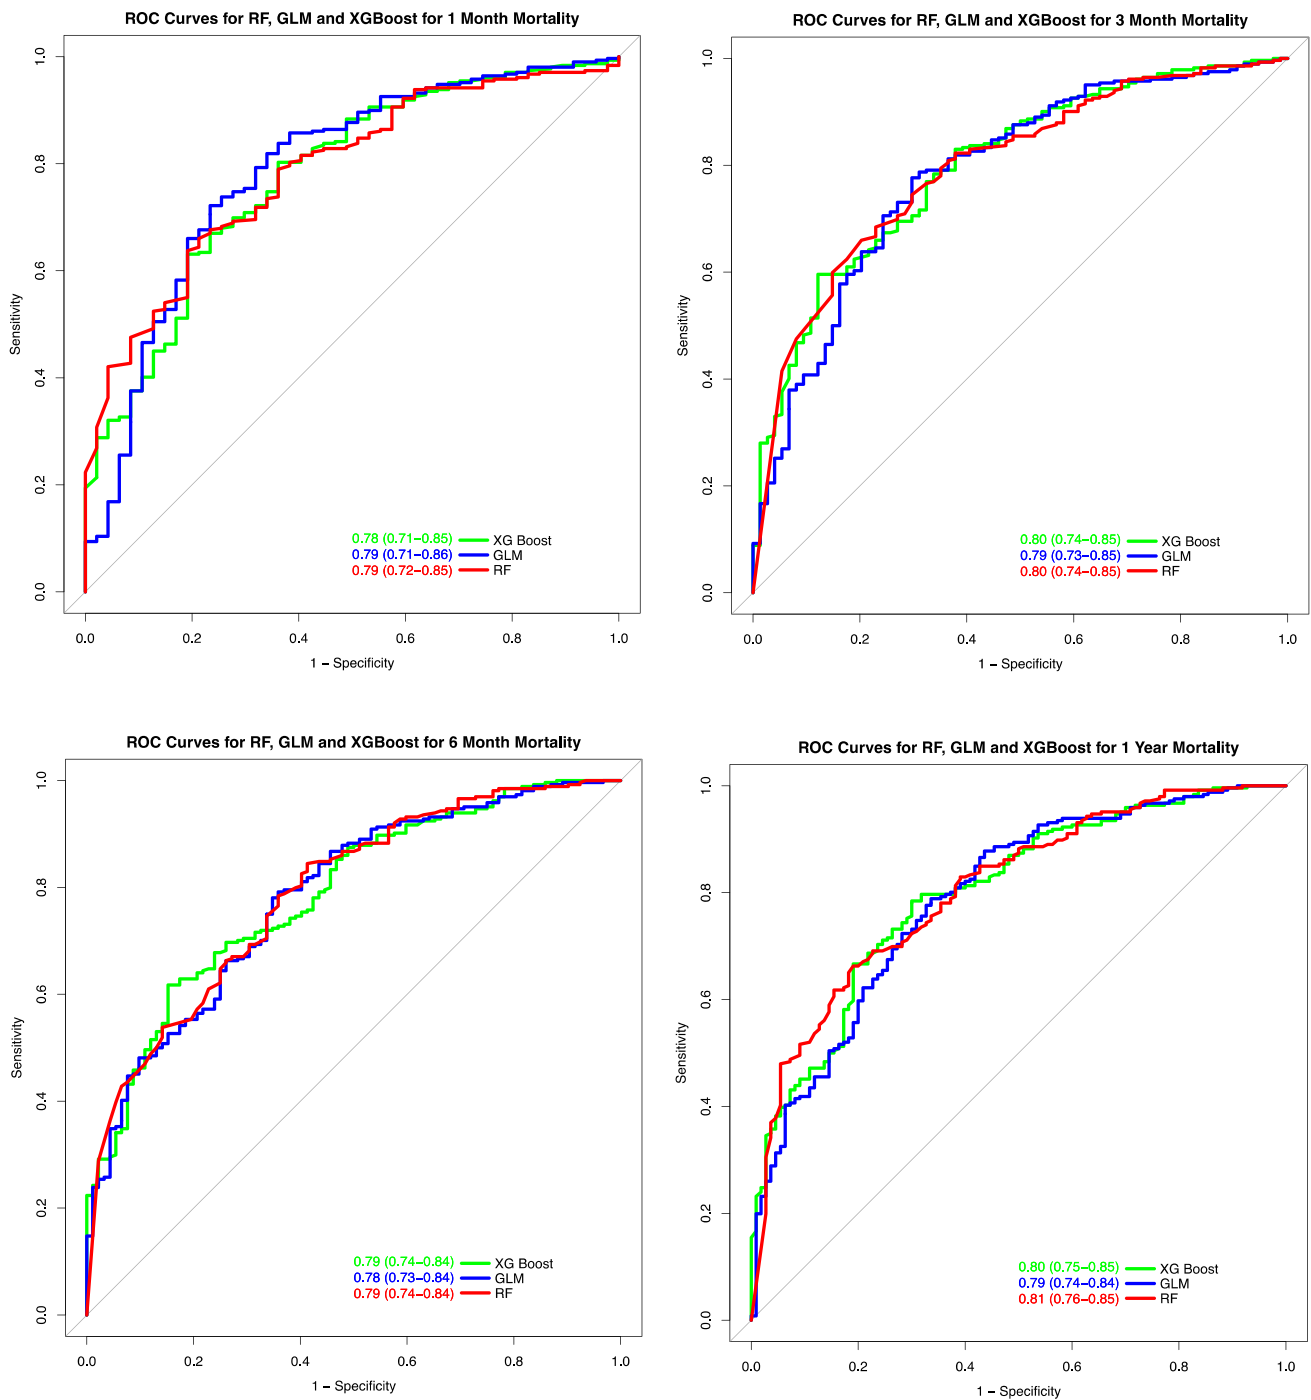 ROC Curves for RF, GLM and XGBoost for 1 Month Mortality
Sensitivity
1.0
0.8
0.6
0.4
0.2
0.0
0.78 (0.71–0.85) XG Boost
0.79 (0.71–0.86) GLM
0.79 (0.72–0.85) RF
0.0 0.2 0.4 0.6 0.8 1.0
1 – Specificity
ROC Curves for RF, GLM and XGBoost for 3 Month Mortality
Sensitivity
1.0
0.8
0.6
0.4
0.2
0.0
0.80 (0.74–0.85) XG Boost
0.79 (0.73–0.85) GLM
0.80 (0.74–0.85) RF
0.0 0.2 0.4 0.6 0.8 1.0
1 – Specificity
ROC Curves for RF, GLM and XGBoost for 6 Month Mortality
Sensitivity
1.0
0.8
0.6
0.4
0.2
0.0
0.79 (0.74–0.84) XG Boost
0.78 (0.73–0.84) GLM
0.79 (0.74–0.84) RF
0.0 0.2 0.4 0.6 0.8 1.0
1 – Specificity
ROC Curves for RF, GLM and XGBoost for 1 Year Mortality
Sensitivity
1.0
0.8
0.6
0.4
0.2
0.0
0.80 (0.75–0.85) XG Boost
0.79 (0.74–0.84) GLM
0.81 (0.76–0.85) RF
0.0 0.2 0.4 0.6 0.8 1.0
1 – Specificity